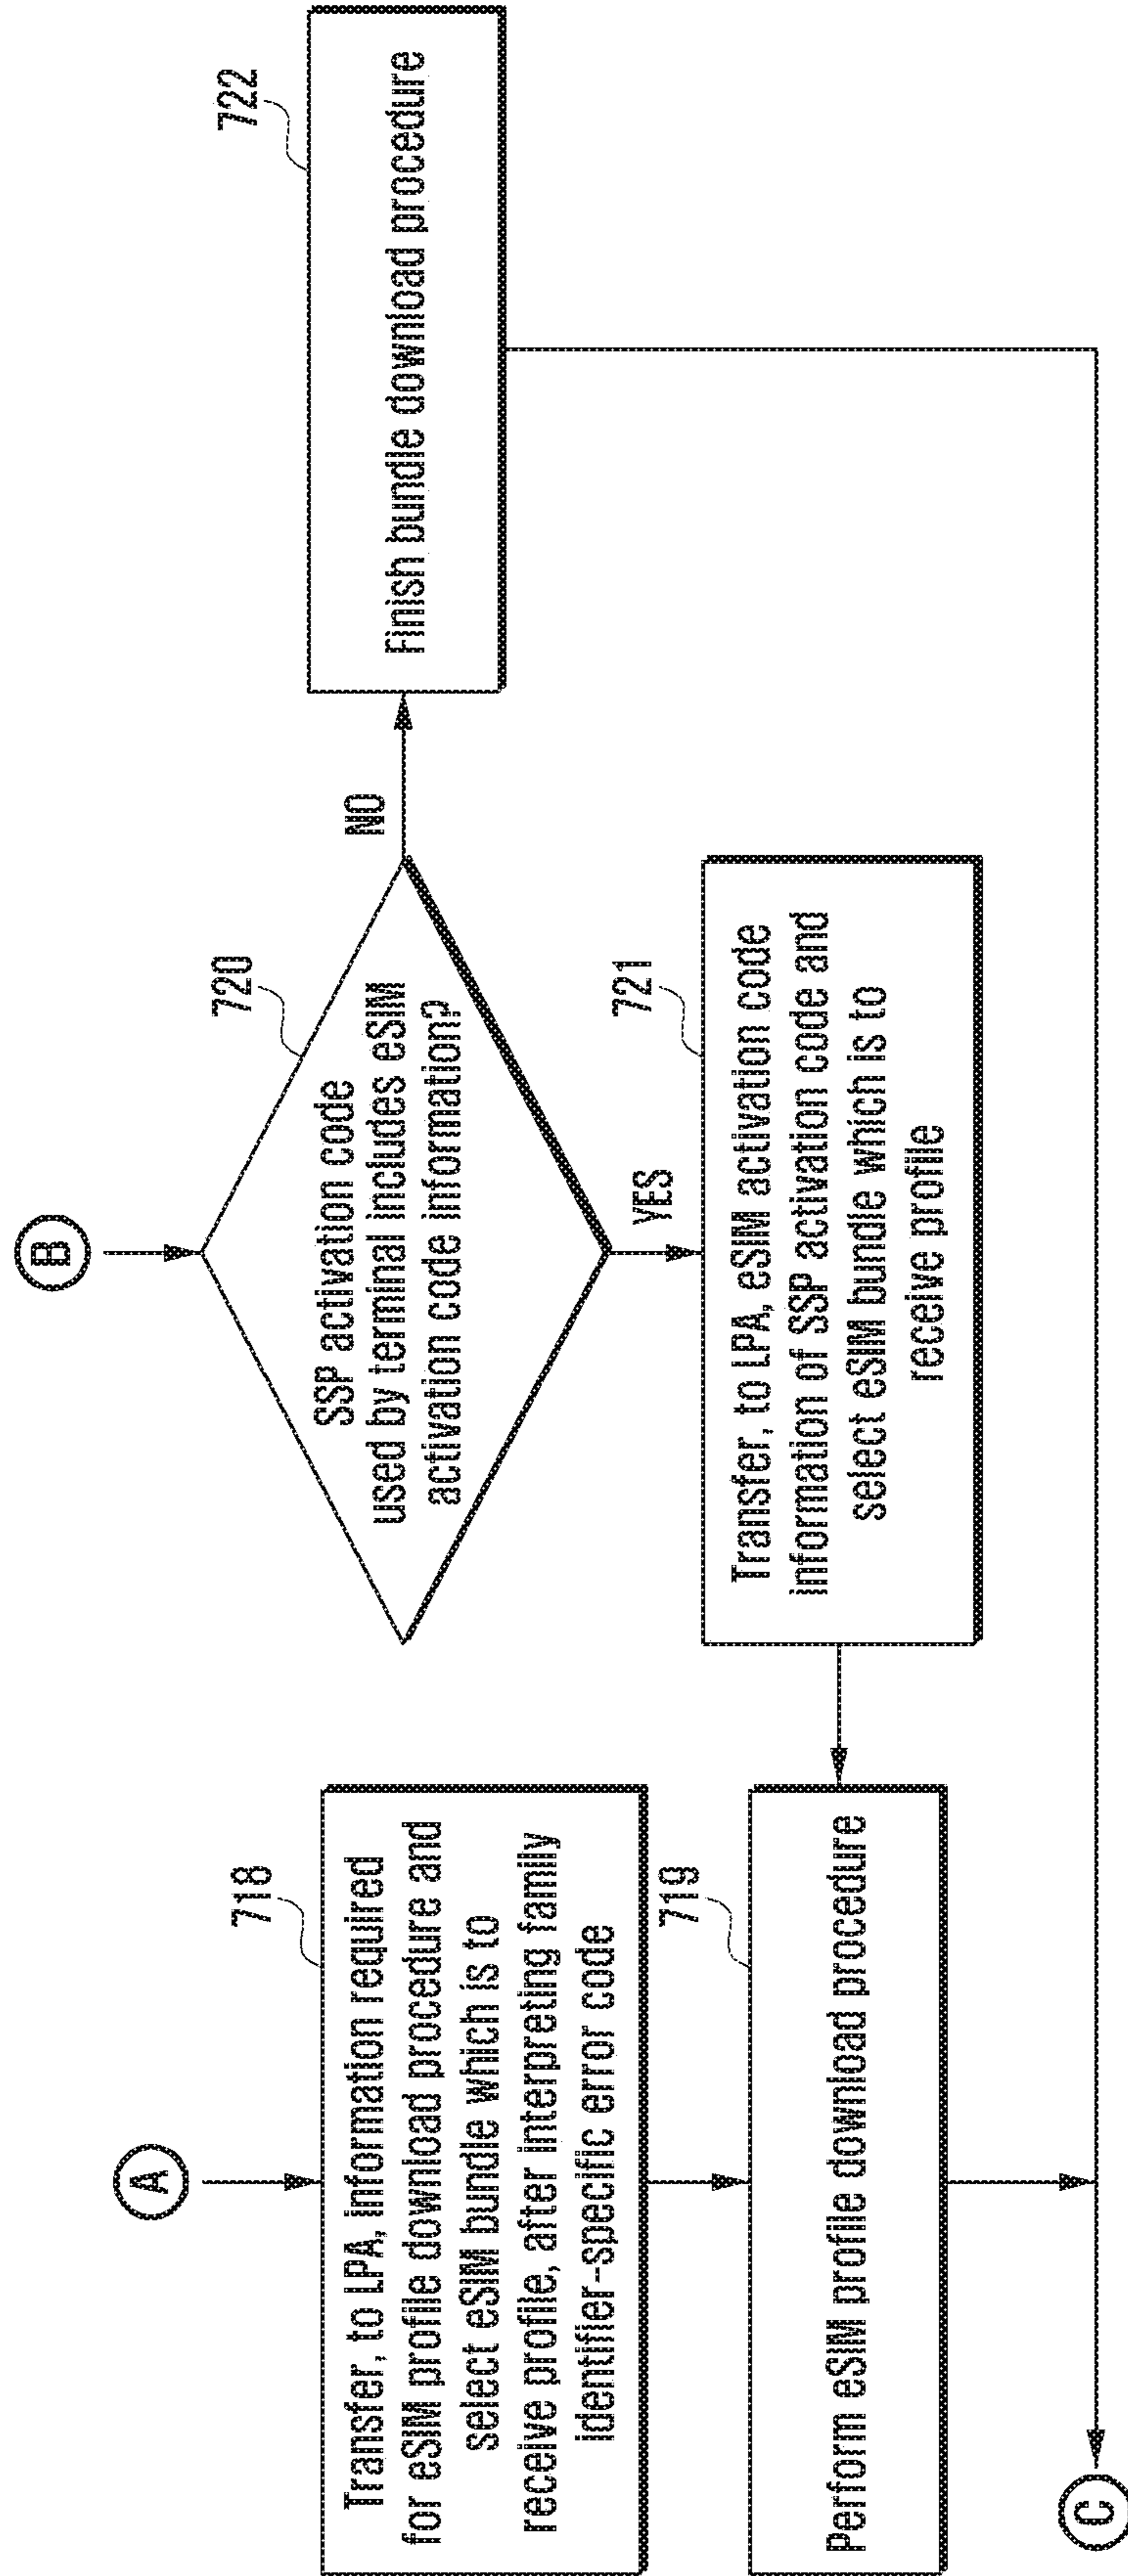 A
718
Transfer, to LPA, information required
for eSIM profile download procedure and
select eSIM bundle which is to
receive profile, after interpreting family
identifier-specific error code
719
Perform eSIM profile download procedure
B
720
SSP activation code
used by terminal includes eSIM
activation code information?
NO
YES
721
Transfer, to LPA, eSIM activation code
information of SSP activation code and
select eSIM bundle which is to
receive profile
722
Finish bundle download procedure
C